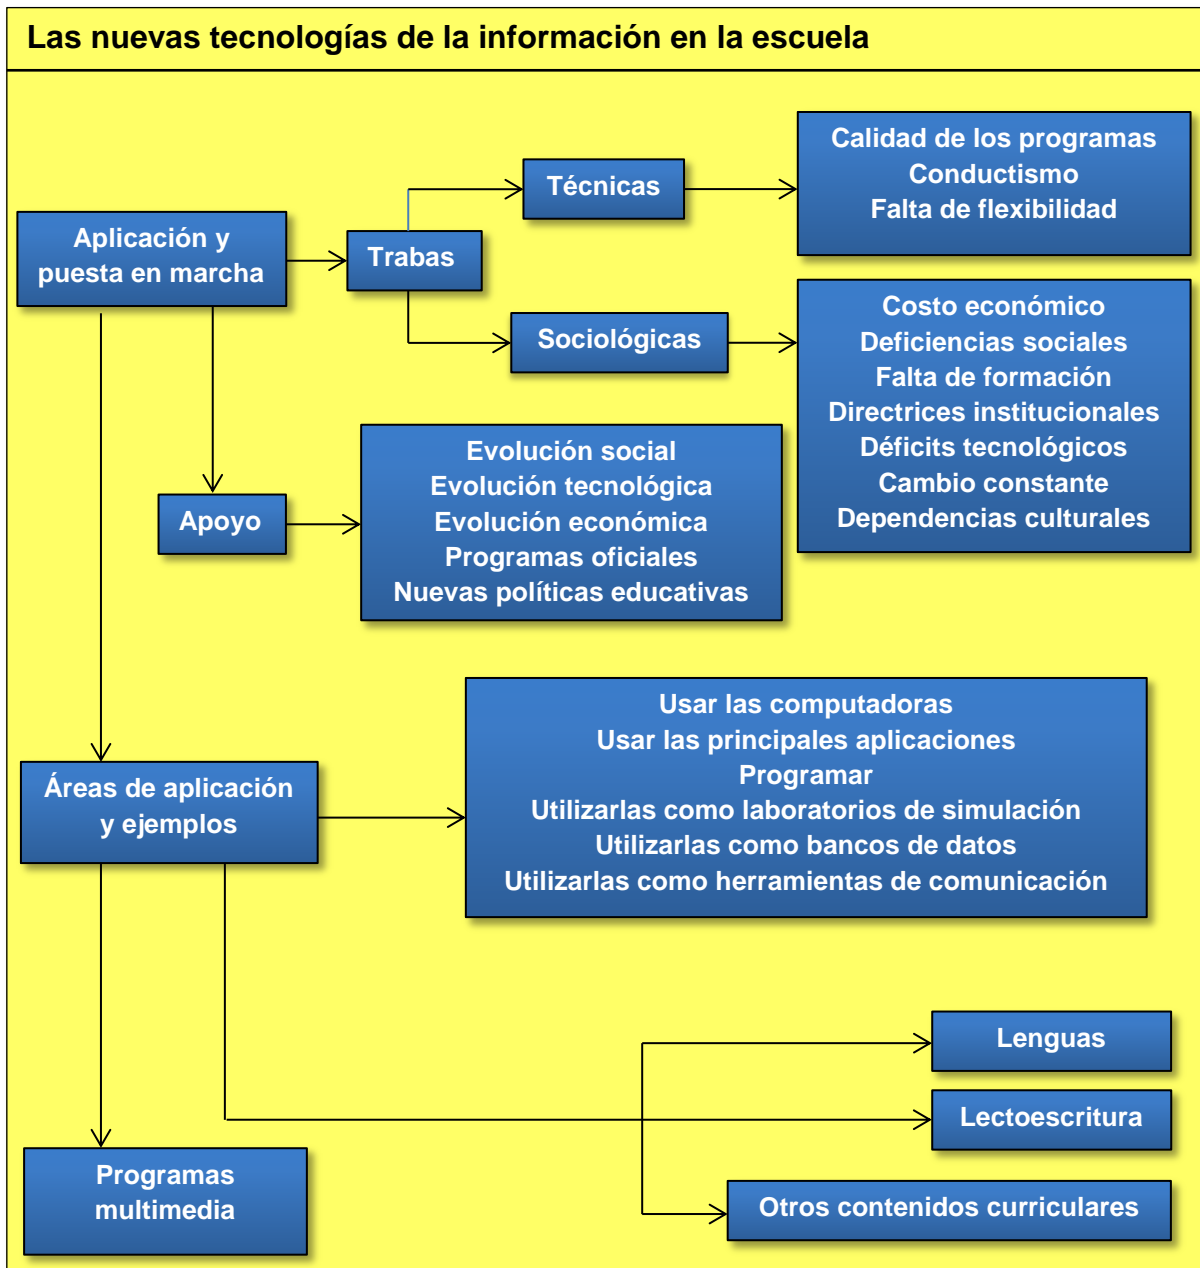 Las nuevas tecnologías de la información en la escuela
Aplicación y
puesta en marcha
Trabas
Técnicas
Calidad de los programas
Conductismo
Falta de flexibilidad
Sociológicas
Costo económico
Deficiencias sociales
Falta de formación
Directrices institucionales
Déficits tecnológicos
Cambio constante
Dependencias culturales
Apoyo
Evolución social
Evolución tecnológica
Evolución económica
Programas oficiales
Nuevas políticas educativas
Áreas de aplicación
y ejemplos
Usar las computadoras
Usar las principales aplicaciones
Programar
Utilizarlas como laboratorios de simulación
Utilizarlas como bancos de datos
Utilizarlas como herramientas de comunicación
Lenguas
Lectoescritura
Otros contenidos curriculares
Programas
multimedia